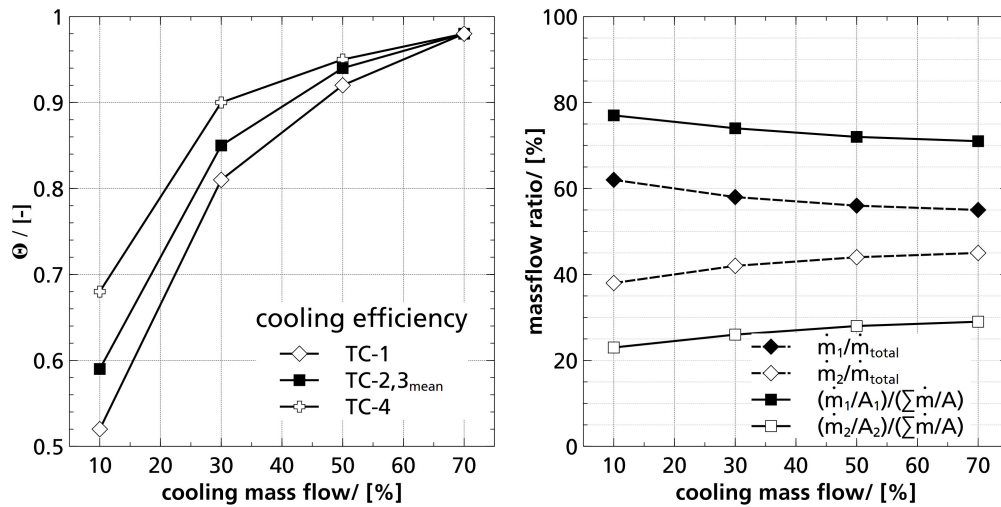 1
0.9
0.8
0.7
0.6
0.5
Θ / [-]
10 20 30 40 50 60 70
cooling mass flow/ [%]
cooling efficiency
TC-1
TC-2,3mean
TC-4
100
80
60
40
20
0
massflow ratio/ [%]
10 20 30 40 50 60 70
cooling mass flow/ [%]
ṁ1/ṁtotal
ṁ2/ṁtotal
(ṁ1/A1)/(∑ṁ/A)
(ṁ2/A2)/(∑ṁ/A)